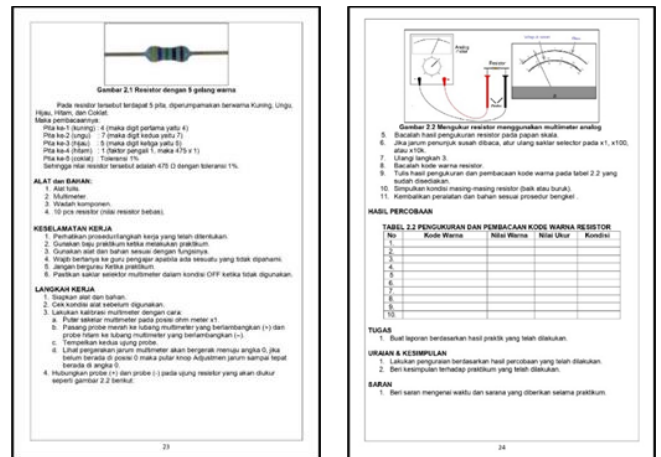 Gambar 2.1 Resistor dengan 5 gelang warna
Pada resistor tersebut terdapat 5 pita, diperumpamakan berwarna Kuning, Ungu,
Hijau, Hitam, dan Coklat.
Maka pembacaannya:
Pita ke-1 (kuning) : 4 (maka digit pertama yaitu 4)
Pita ke-2 (ungu) : 7 (maka digit kedua yaitu 7)
Pita ke-3 (hijau) : 5 (maka digit ketiga yaitu 5)
Pita ke-4 (hitam) : 1 (faktor pengali 1, maka 475 x 1)
Pita ke-5 (coklat) : Toleransi 1%
Sehingga nilai resistor tersebut adalah 475 Ω dengan toleransi 1%.
ALAT dan BAHAN:
1. Alat tulis.
2. Multimeter.
3. Wadah komponen.
4. 10 pcs resistor (nilai resistor bebas).
KESELAMATAN KERJA
1. Perhatikan prosedur/langkah kerja yang telah ditentukan.
2. Gunakan baju praktikum ketika melakukan praktikum.
3. Gunakan alat dan bahan sesuai dengan fungsinya.
4. Wajib bertanya ke guru pengajar apabila ada sesuatu yang tidak dipahami.
5. Jangan bergurau Ketika praktikum.
6. Pastikan saklar selektor multimeter dalam kondisi OFF ketika tidak digunakan.
LANGKAH KERJA
1. Siapkan alat dan bahan.
2. Cek kondisi alat sebelum digunakan.
3. Lakukan kalibrasi multimeter dengan cara:
a. Puter sekelar multimeter pada posisi ohm meter x1.
b. Pasang probe merah ke lubang multimeter yang berlambangkan (+) dan
probe hitam ke lubang multimeter yang berlambangkan (–).
c. Tempelkan kedua ujung probe.
d. Lihat pergerakan jarum multimeter akan bergerak menuju angka 0, jika
belum berada di posisi 0 maka putar knop Adjustmen jarum sampai tepat
berada di angka 0.
4. Hubungkan probe (+) dan probe (-) pada ujung resistor yang akan diukur
seperti gambar 2.2 berikut:
23
Analog
meter
Resistor
Gambar 2.2 Mengukur resistor menggunakan multimeter analog
5. Bacalah hasil pengukuran resistor pada papan skala.
6. Jika jarum penunjuk susah dibaca, atur ulang saklar selector pada x1, x100,
atau x10k.
7. Ulangi langkah 3.
8. Bacalah kode warna resistor.
9. Tulis hasil pengukuran dan pembacaan kode warna pada tabel 2.2 yang
sudah disediakan.
10. Simpulkan kondisi masing-masing resistor (baik atau buruk).
11. Kembalikan peralatan dan bahan sesuai prosedur bengkel .
HASIL PERCOBAAN
TABEL 2.2 PENGUKURAN DAN PEMBACAAN KODE WARNA RESISTOR
No Kode Warna Nilai Warna Nilai Ukur Kondisi
1.
2.
3.
4.
5.
6.
7.
8.
9.
10.
TUGAS
1. Buat laporan berdasarkan hasil praktik yang telah dilakukan.
URAIAN & KESIMPULAN
1. Lakukan penguraian berdasarkan hasil percobaan yang telah dilakukan.
2. Beri kesimpulan terhadap praktikum yang telah dilakukan.
SARAN
1. Beri saran mengenai waktu dan sarana yang diberikan selama praktikum.
24